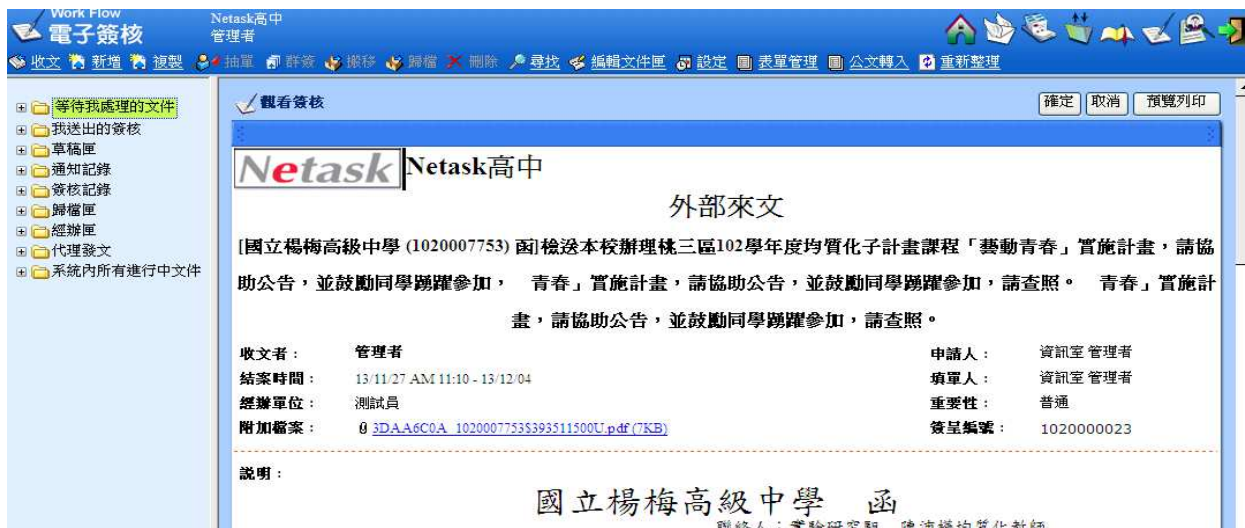 Work Flow
電子簽核
Netask高中
管理者
收文 新增 複製 抽單 群簽 搬移 歸檔 刪除 尋找 編輯文件匣 設定 表單管理 公文轉入 重新整理
等待我處理的文件
我送出的簽核
草稿匣
通知記錄
簽核記錄
歸檔匣
經辦匣
代理發文
系統內所有進行中文件
觀看簽核
確定 取消 預覽列印
Netask Netask高中
外部來文
[國立楊梅高級中學 (1020007753) 函]檢送本校辦理桃三區102學年度均質化子計畫課程「藝動青春」實施計畫，請協
助公告，並鼓勵同學踴躍參加， 青春」實施計畫，請協助公告，並鼓勵同學踴躍參加，請查照。 青春」實施計
畫，請協助公告，並鼓勵同學踴躍參加，請查照。
收文者： 管理者 申請人： 資訊室 管理者
結案時間： 13/11/27 AM 11:10 - 13/12/04 填單人： 資訊室 管理者
經辦單位： 測試員 重要性： 普通
附加檔案： 3DAA6C0A_1020007753$393511500U.pdf (7KB) 簽呈編號： 1020000023
說明：
國立楊梅高級中學 函